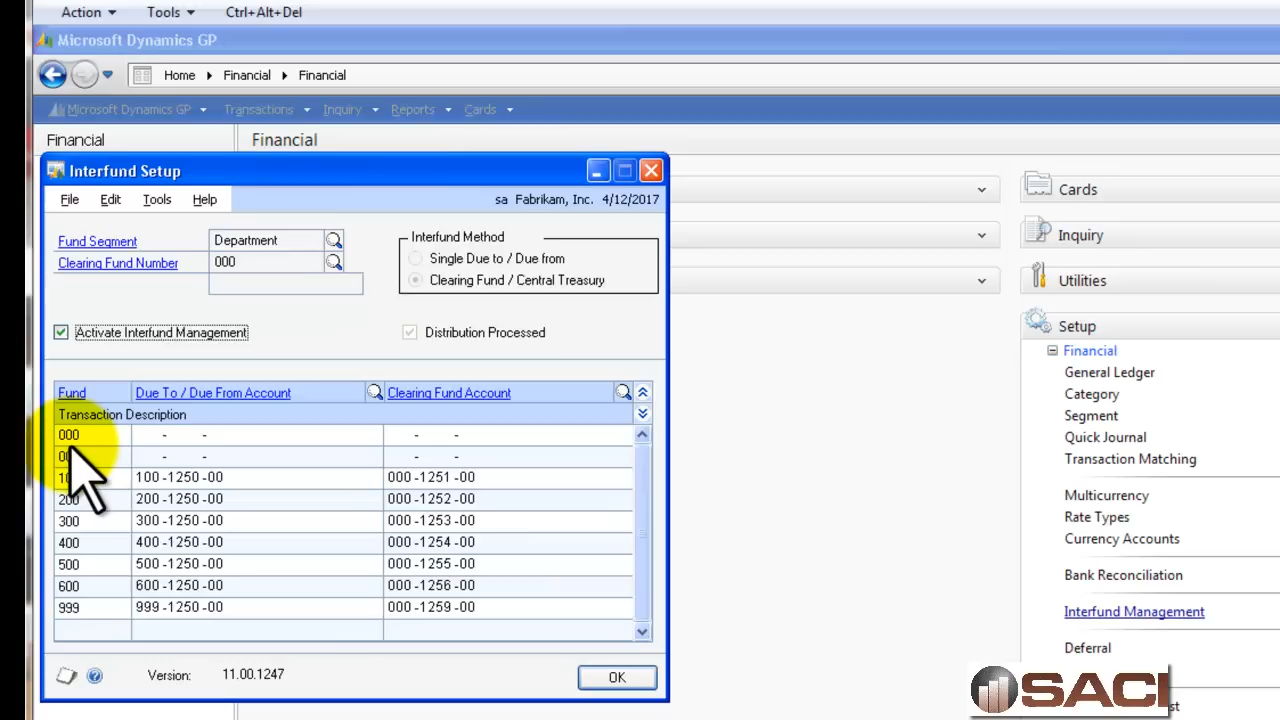 Action Tools Ctrl+Alt+Del
Microsoft Dynamics GP
Home Financial Financial
Microsoft Dynamics GP Transactions Inquiry Reports Cards
Financial Financial
Interfund Setup
File Edit Tools Help sa Fabrikam, Inc. 4/12/2017
Fund Segment Department
Clearing Fund Number 000
Interfund Method
Single Due to / Due from
Clearing Fund / Central Treasury
Activate Interfund Management Distribution Processed
Fund Due To / Due From Account Clearing Fund Account
Transaction Description
000 - - - -
- - - -
100 -1250 -00 000 -1251 -00
200 200 -1250 -00 000 -1252 -00
300 300 -1250 -00 000 -1253 -00
400 400 -1250 -00 000 -1254 -00
500 500 -1250 -00 000 -1255 -00
600 600 -1250 -00 000 -1256 -00
999 999 -1250 -00 000 -1259 -00
Version: 11.00.1247 OK
Cards
Inquiry
Utilities
Setup
Financial
General Ledger
Category
Segment
Quick Journal
Transaction Matching
Multicurrency
Rate Types
Currency Accounts
Bank Reconciliation
Interfund Management
Deferral
SACI